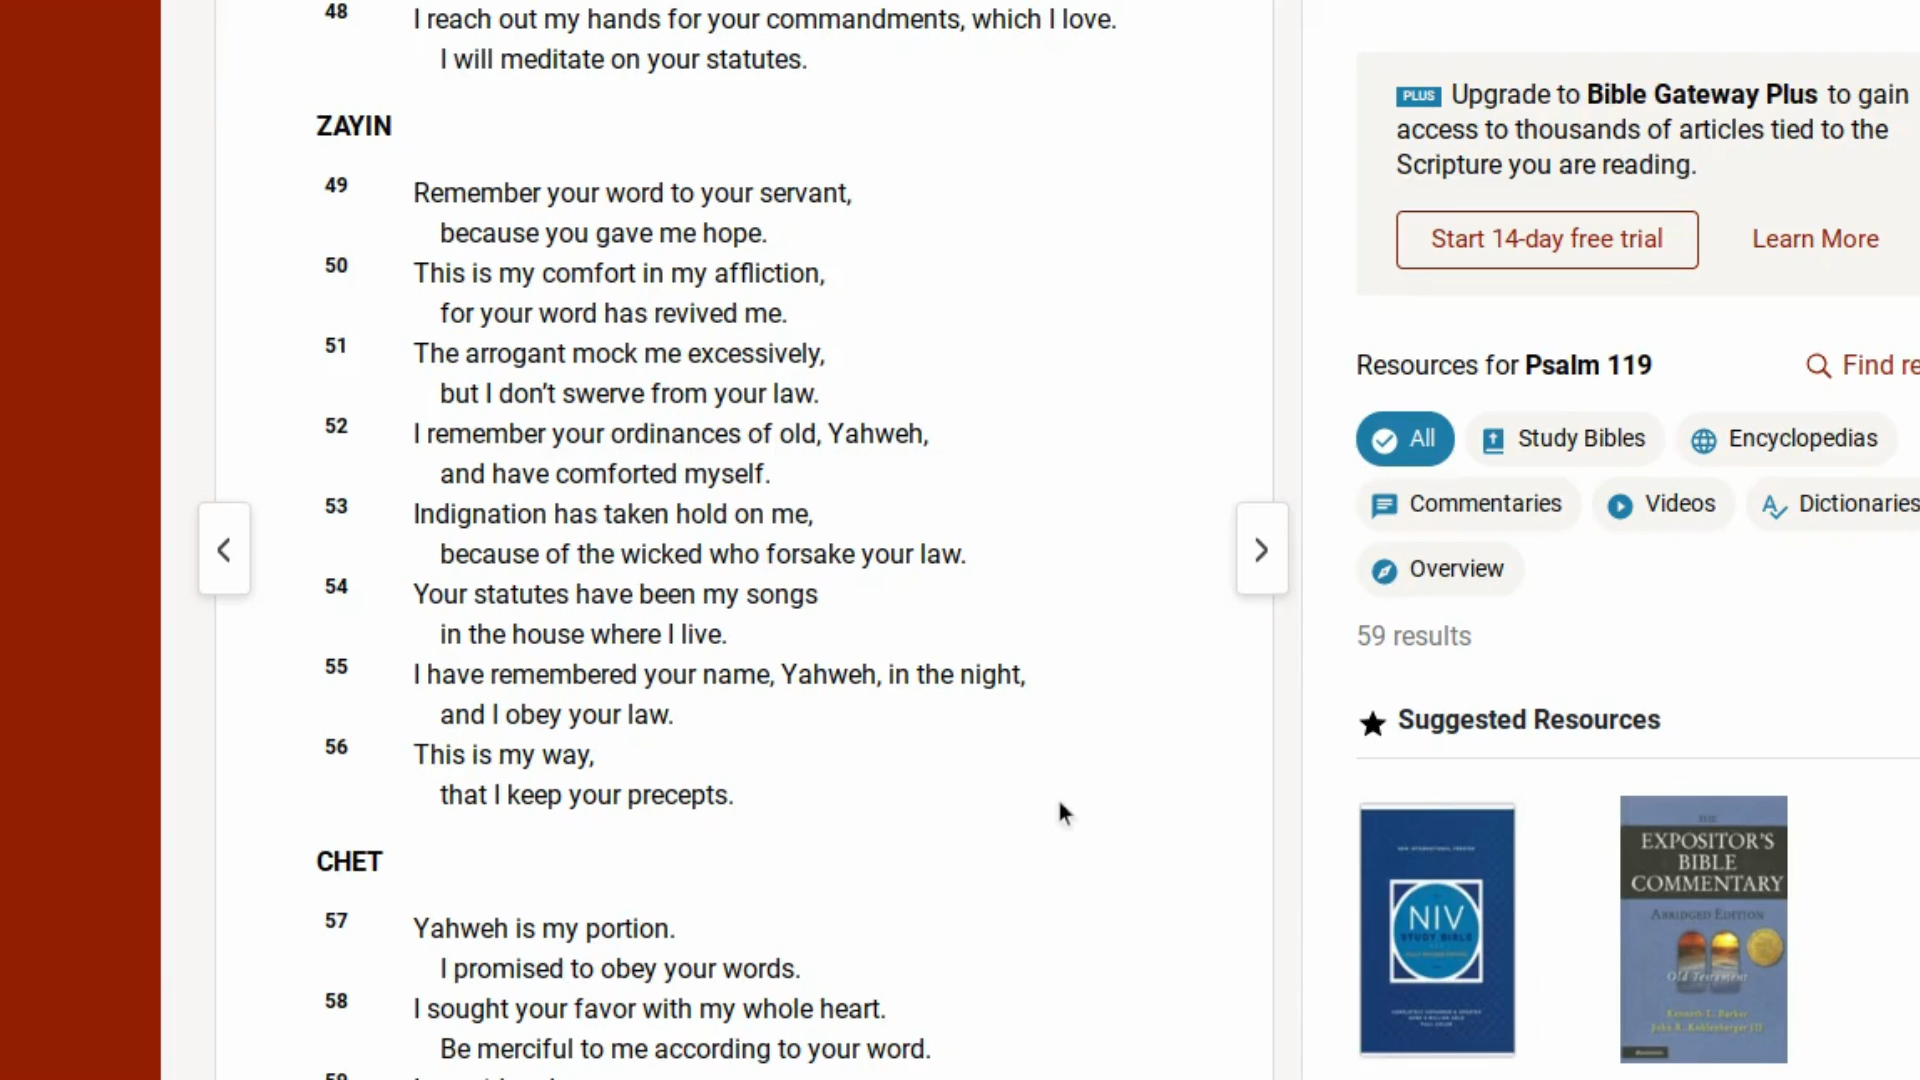 48 I reach out my hands for your commandments, which I love.
I will meditate on your statutes.
ZAYIN
49 Remember your word to your servant,
because you gave me hope.
50 This is my comfort in my affliction,
for your word has revived me.
51 The arrogant mock me excessively,
but I don’t swerve from your law.
52 I remember your ordinances of old, Yahweh,
and have comforted myself.
53 Indignation has taken hold on me,
because of the wicked who forsake your law.
54 Your statutes have been my songs
in the house where I live.
55 I have remembered your name, Yahweh, in the night,
and I obey your law.
56 This is my way,
that I keep your precepts.
CHET
57 Yahweh is my portion.
I promised to obey your words.
58 I sought your favor with my whole heart.
Be merciful to me according to your word.
PLUS Upgrade to Bible Gateway Plus to gain
access to thousands of articles tied to the
Scripture you are reading.
Start 14-day free trial Learn More
Resources for Psalm 119 Find re
All Study Bibles Encyclopedias
Commentaries Videos Dictionaries
Overview
59 results
Suggested Resources
NIV
STUDY BIBLE
THE
EXPOSITOR'S
BIBLE
COMMENTARY
ABRIDGED EDITION
Old Testament
Kenneth L. Barker
John R. Kohlenberger III